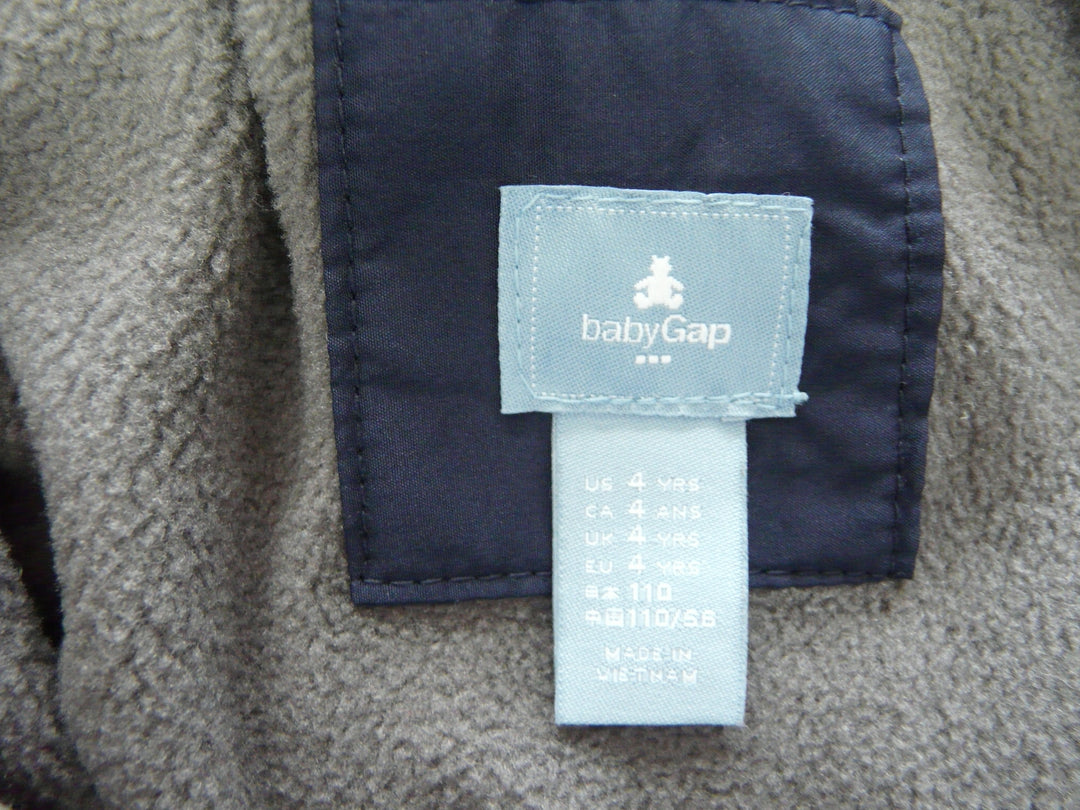 babyGap
US 4 YRS
CA 4 ANS
UK 4 YRS
EU 4 YRS
日本 110
中国 110/56
MADE IN
VIETNAM